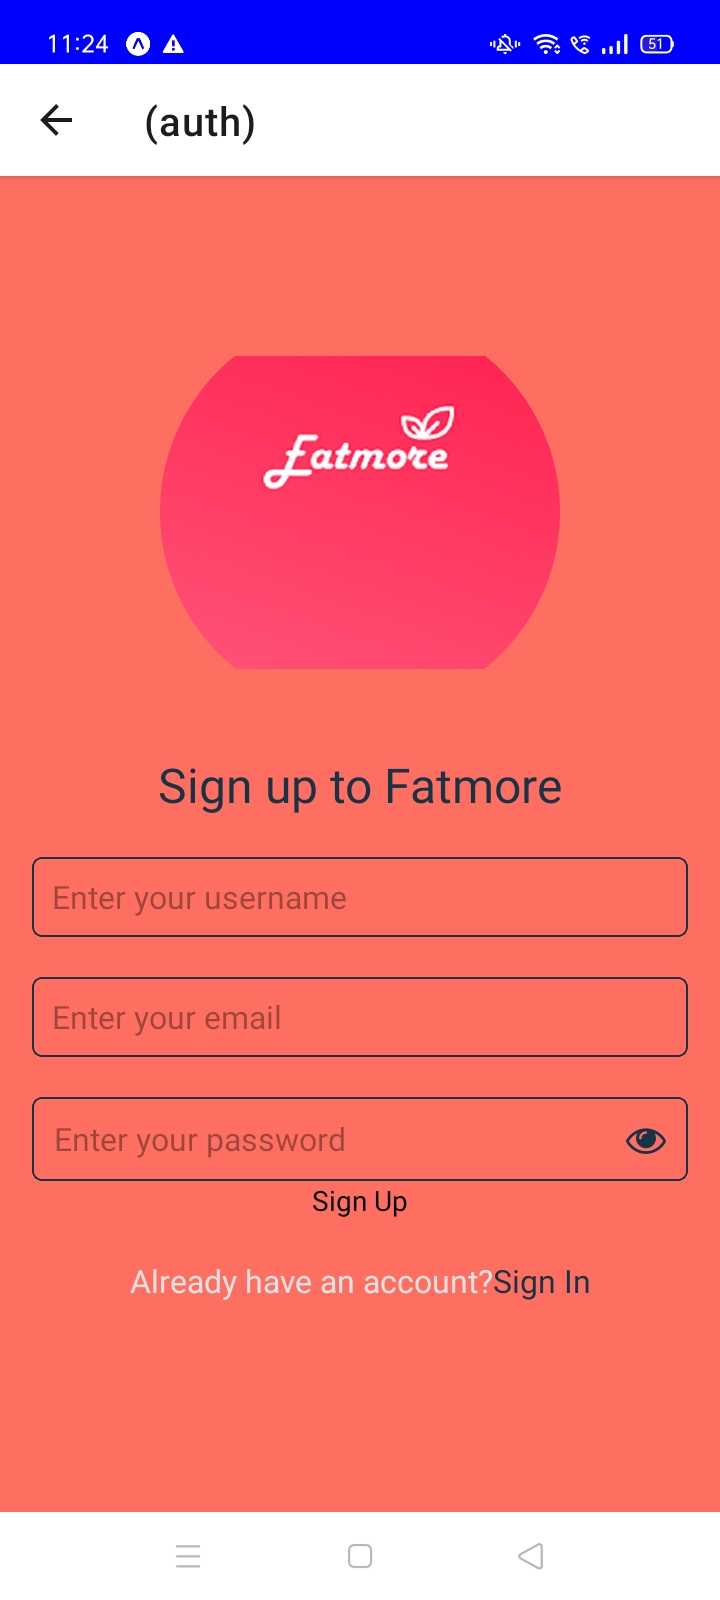 11:24
51
(auth)
Eatmore
Sign up to Fatmore
Enter your username
Enter your email
Enter your password
Sign Up
Already have an account?Sign In